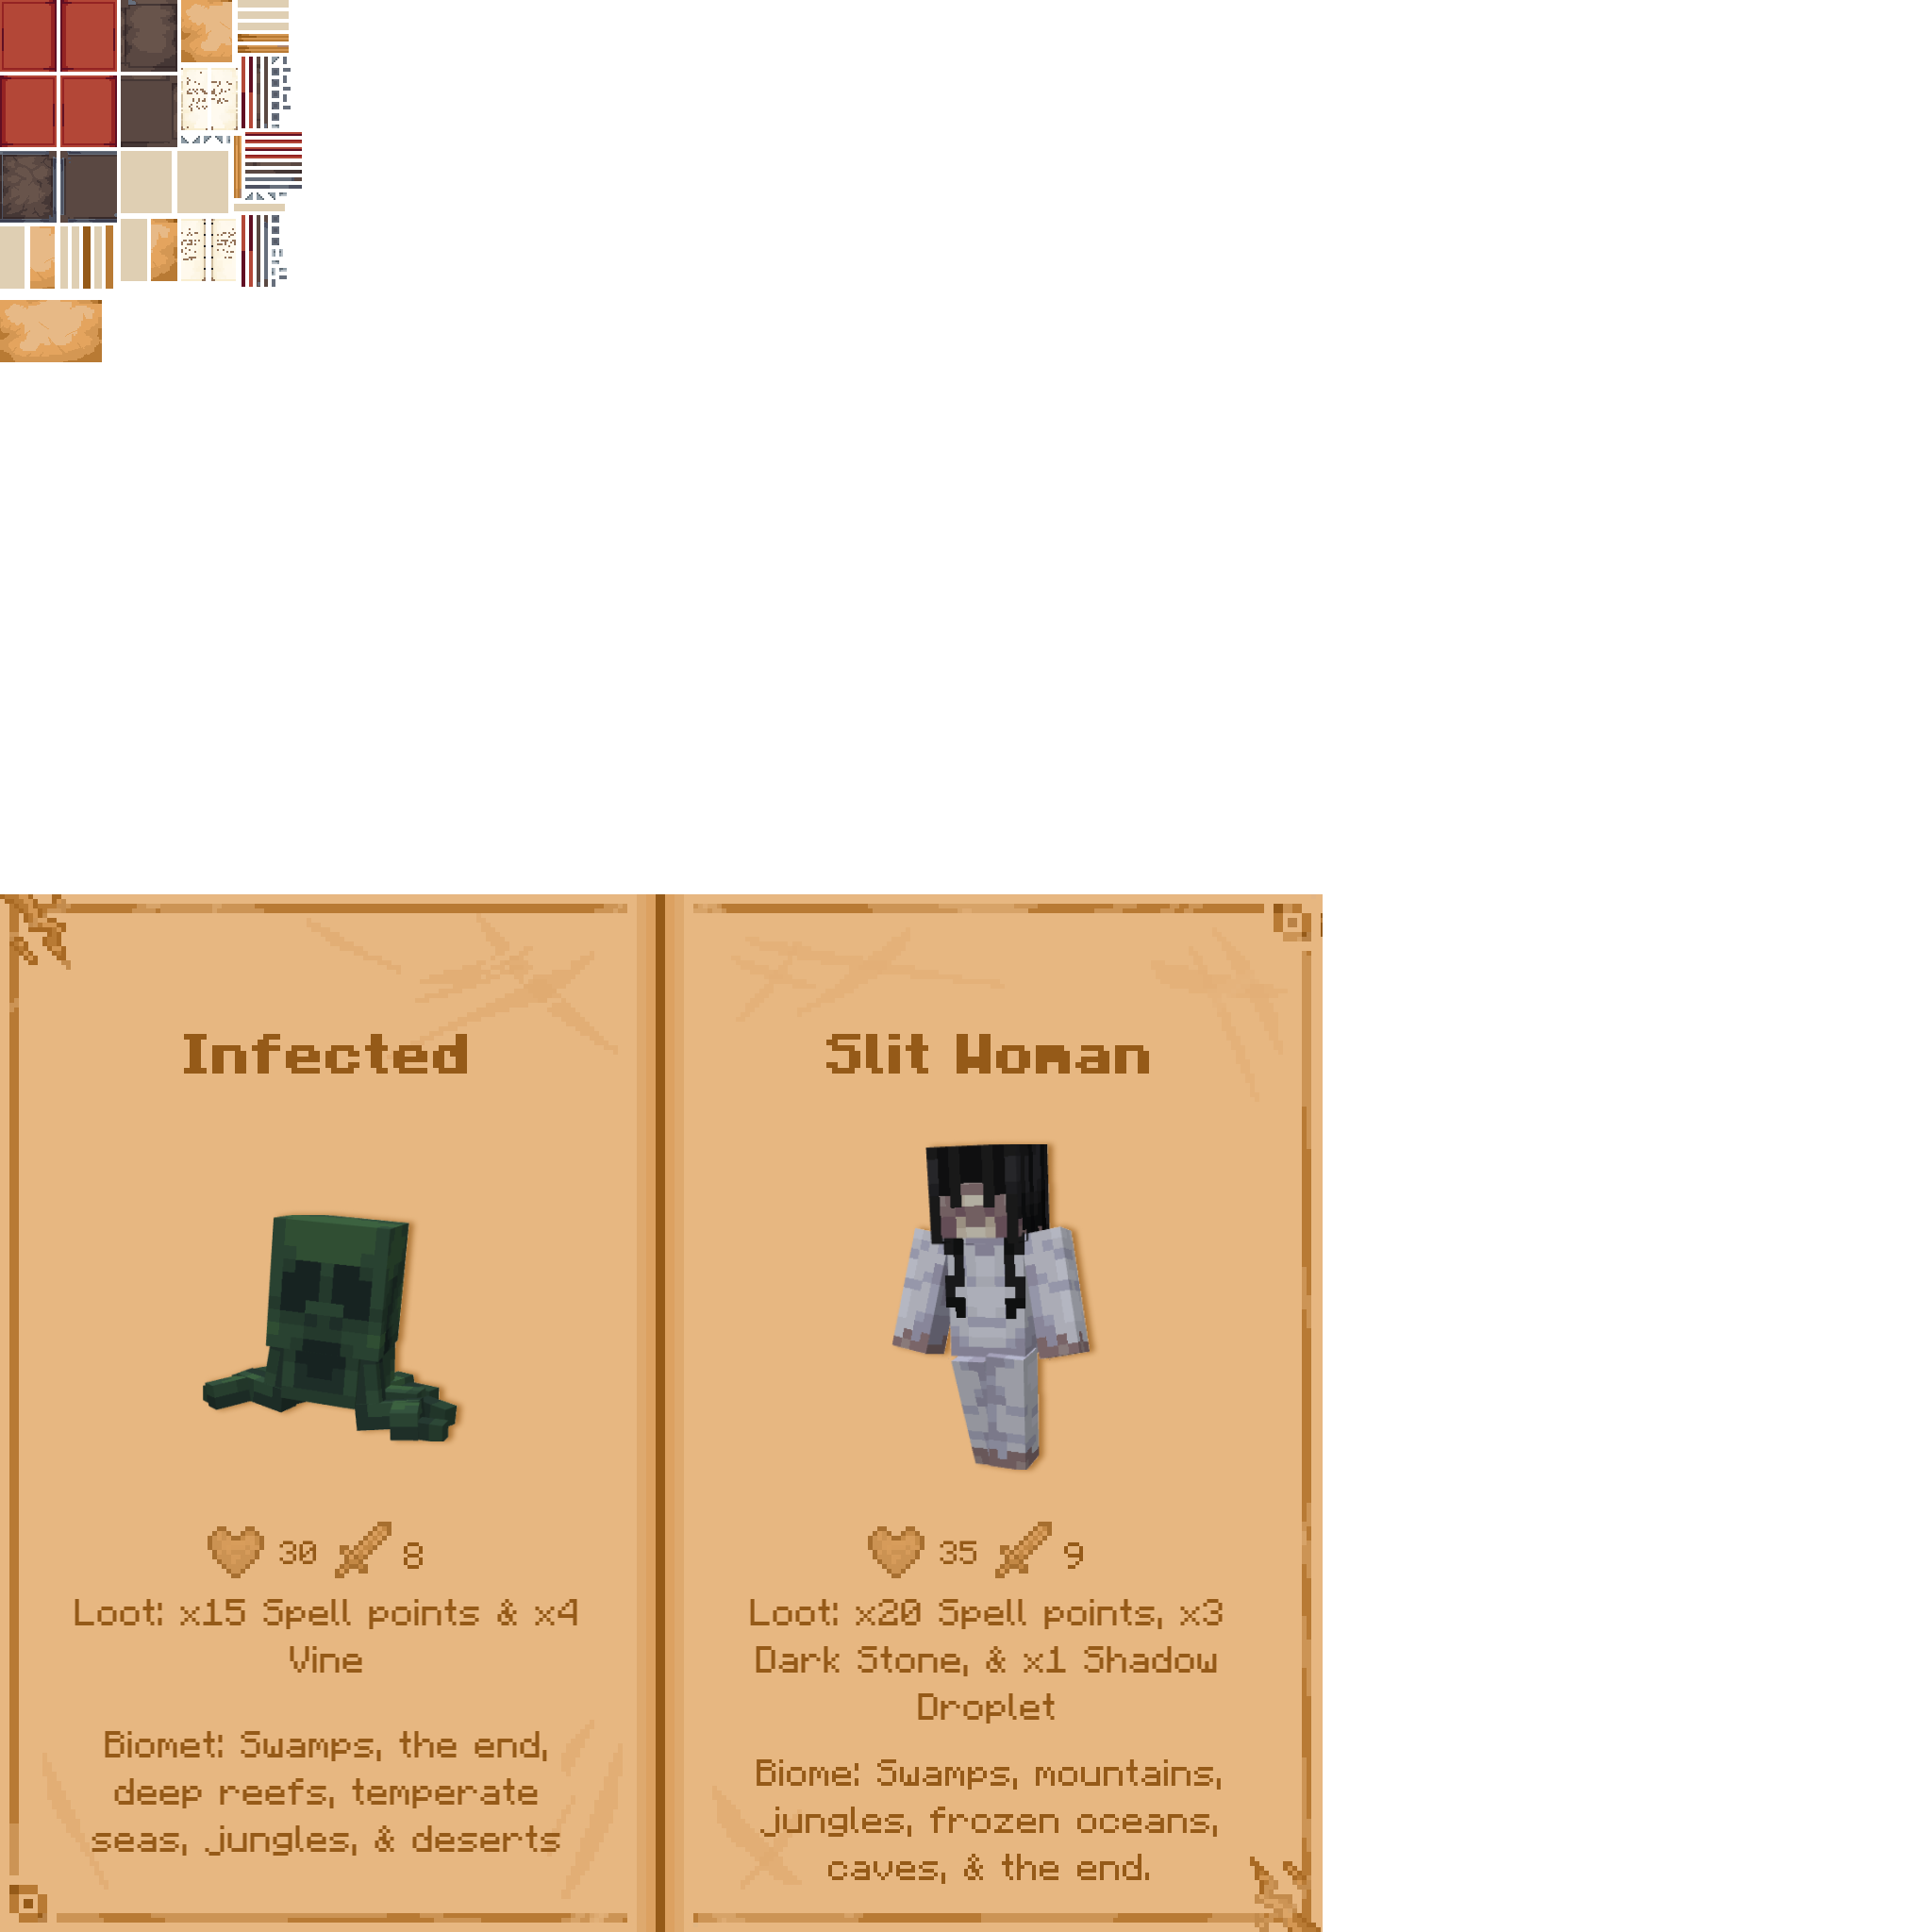 Infected
30 8
Loot: x15 Spell points & x4
Vine
Biomet: Swamps, the end,
deep reefs, temperate
seas, jungles, & deserts
Slit Woman
35 9
Loot: x20 Spell points, x3
Dark Stone, & x1 Shadow
Droplet
Biome: Swamps, mountains,
jungles, frozen oceans,
caves, & the end.